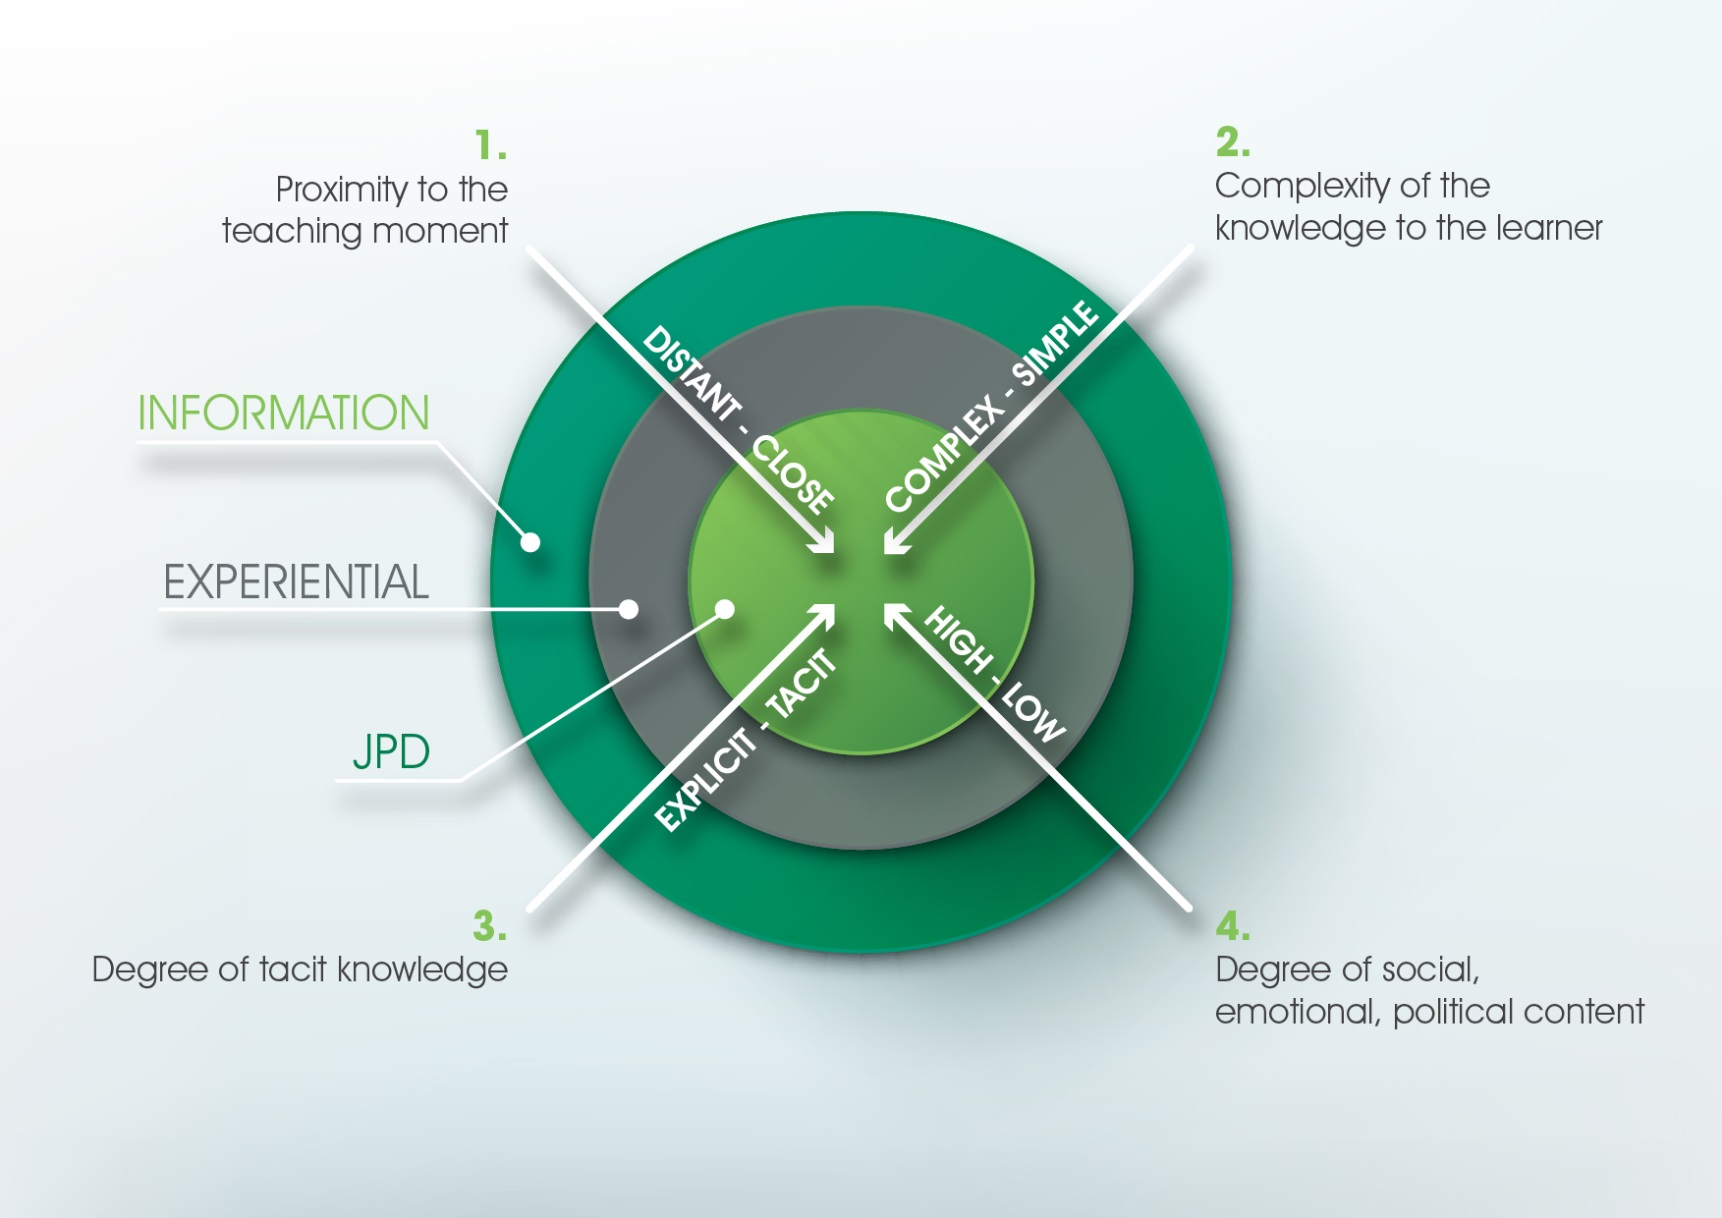 1.
Proximity to the
teaching moment
2.
Complexity of the
knowledge to the learner
DISTANT - CLOSE
COMPLEX - SIMPLE
INFORMATION
EXPERIENTIAL
JPD
EXPLICIT - TACIT
HIGH - LOW
3.
Degree of tacit knowledge
4.
Degree of social,
emotional, political content